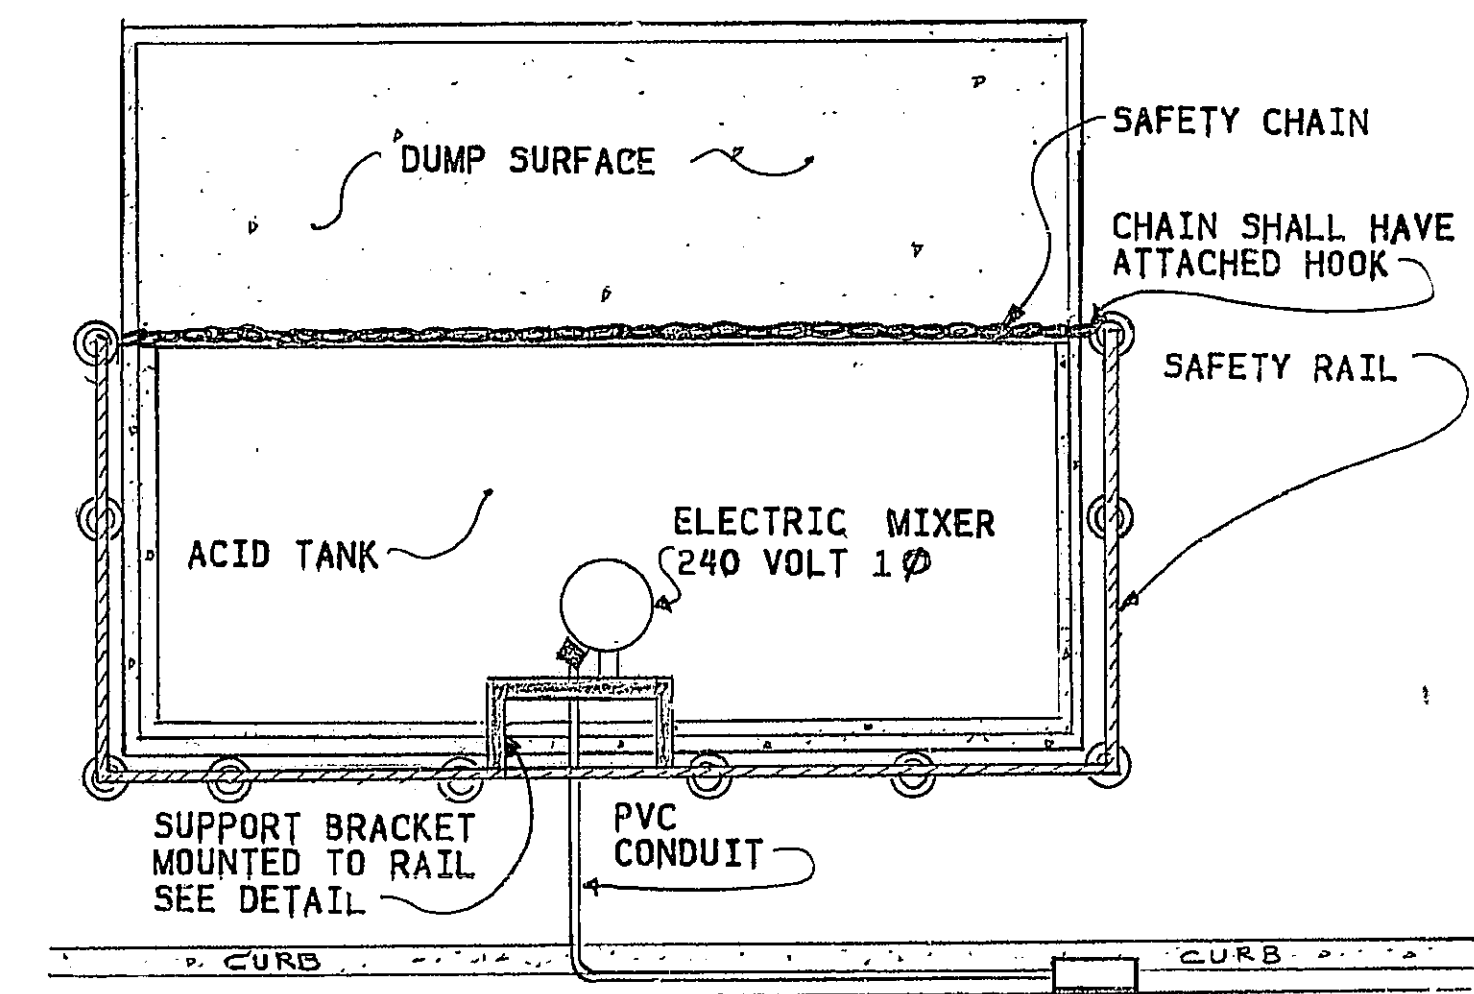 SAFETY CHAIN
DUMP SURFACE
CHAIN SHALL HAVE
ATTACHED HOOK
SAFETY RAIL
ELECTRIC MIXER
240 VOLT 1Ø
ACID TANK
SUPPORT BRACKET
MOUNTED TO RAIL
SEE DETAIL
PVC
CONDUIT
CURB
CURB